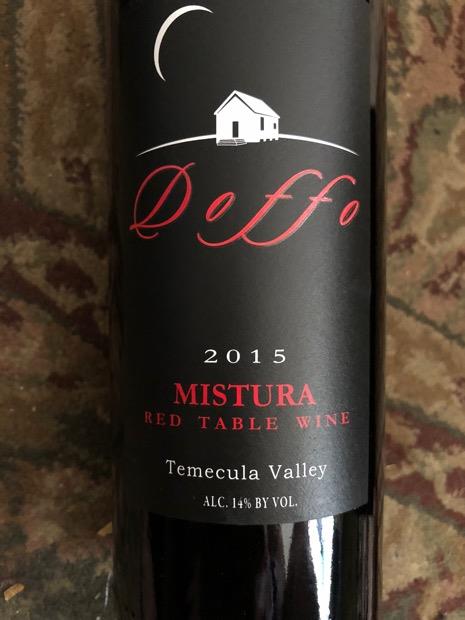 Doffo
2015
MISTURA
RED TABLE WINE
Temecula Valley
ALC. 14% BY VOL.